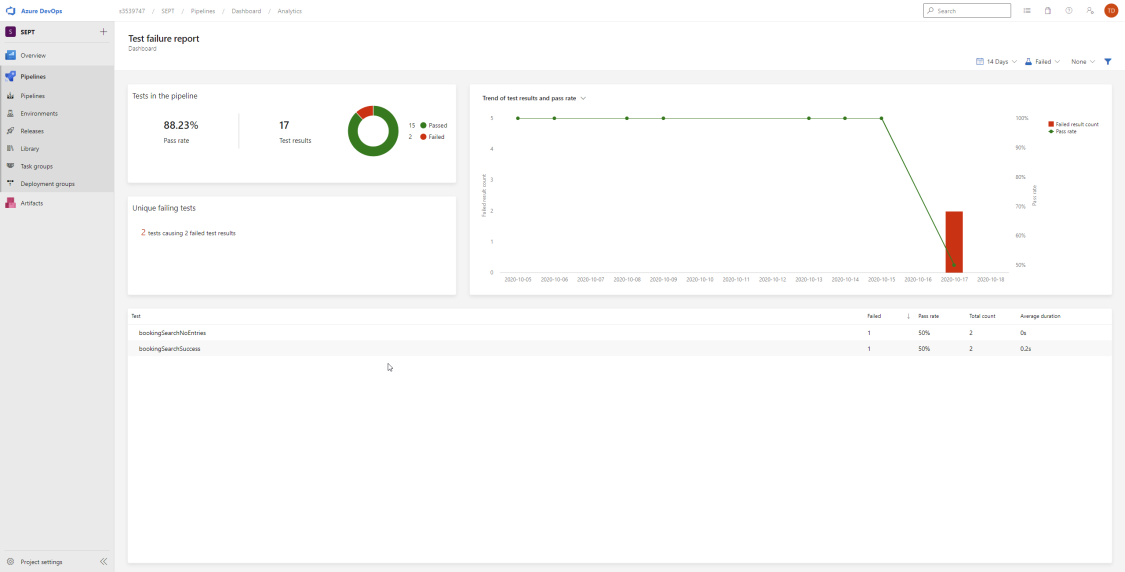 Azure DevOps
s3539747 / SEPT / Pipelines / Dashboard / Analytics
Search
TD
S SEPT
Overview
Pipelines
Pipelines
Environments
Releases
Library
Task groups
Deployment groups
Artifacts
Project settings
Test failure report
Dashboard
14 Days
Failed
None
Tests in the pipeline
88.23%
Pass rate
17
Test results
15 Passed
2 Failed
Unique failing tests
2 tests causing 2 failed test results
Trend of test results and pass rate
Failed result count
5
4
3
2
1
0
2020-10-05 2020-10-06 2020-10-07 2020-10-08 2020-10-09 2020-10-10 2020-10-11 2020-10-12 2020-10-13 2020-10-14 2020-10-15 2020-10-16 2020-10-17 2020-10-18
100%
90%
80%
70%
60%
50%
Pass rate
Failed result count
Pass rate
Test Failed ↓ Pass rate Total count Average duration
bookingSearchNoEntries 1 50% 2 0s
bookingSearchSuccess 1 50% 2 0.2s